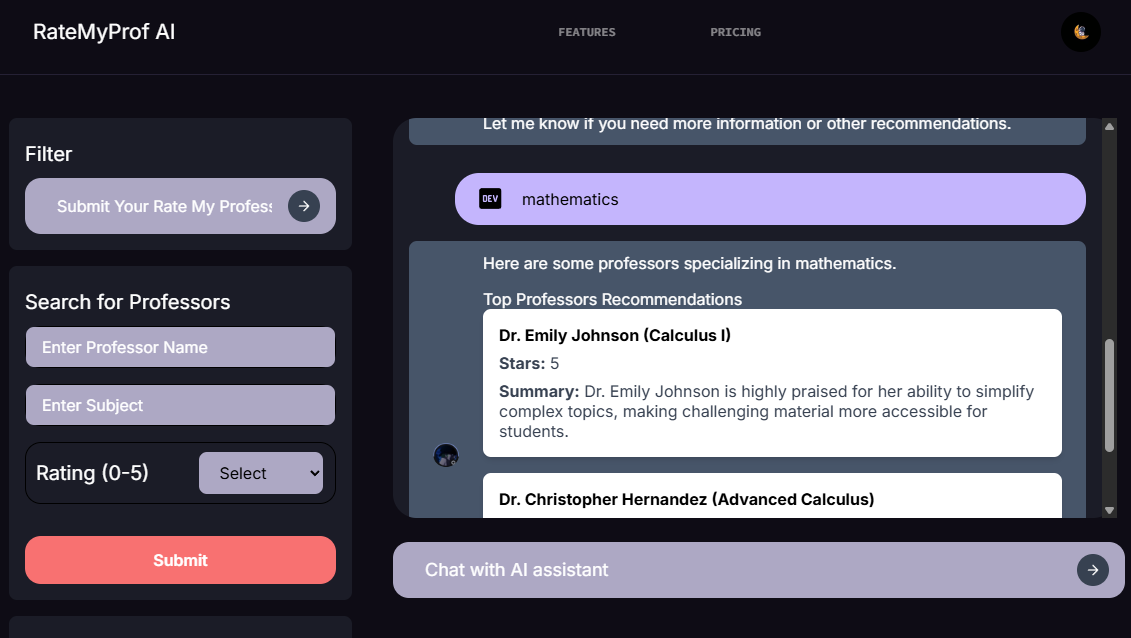 RateMyProf AI
FEATURES
PRICING
Filter
Submit Your Rate My Profess
Search for Professors
Enter Professor Name
Enter Subject
Rating (0-5)
Select
Submit
Let me know if you need more information or other recommendations.
DEV
mathematics
Here are some professors specializing in mathematics.
Top Professors Recommendations
Dr. Emily Johnson (Calculus I)
Stars: 5
Summary: Dr. Emily Johnson is highly praised for her ability to simplify
complex topics, making challenging material more accessible for
students.
Dr. Christopher Hernandez (Advanced Calculus)
Chat with AI assistant